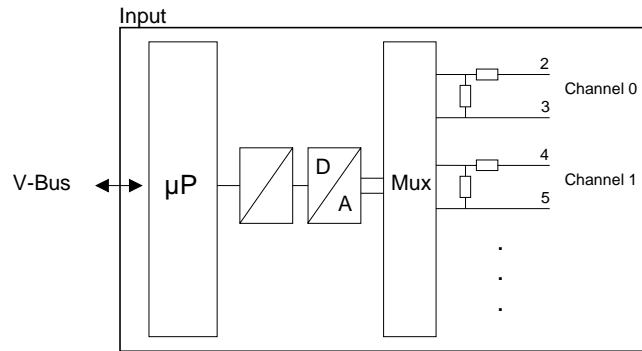 Input
2
Channel 0
3
V-Bus
µP
D
A
Mux
4
Channel 1
5
.
.
.